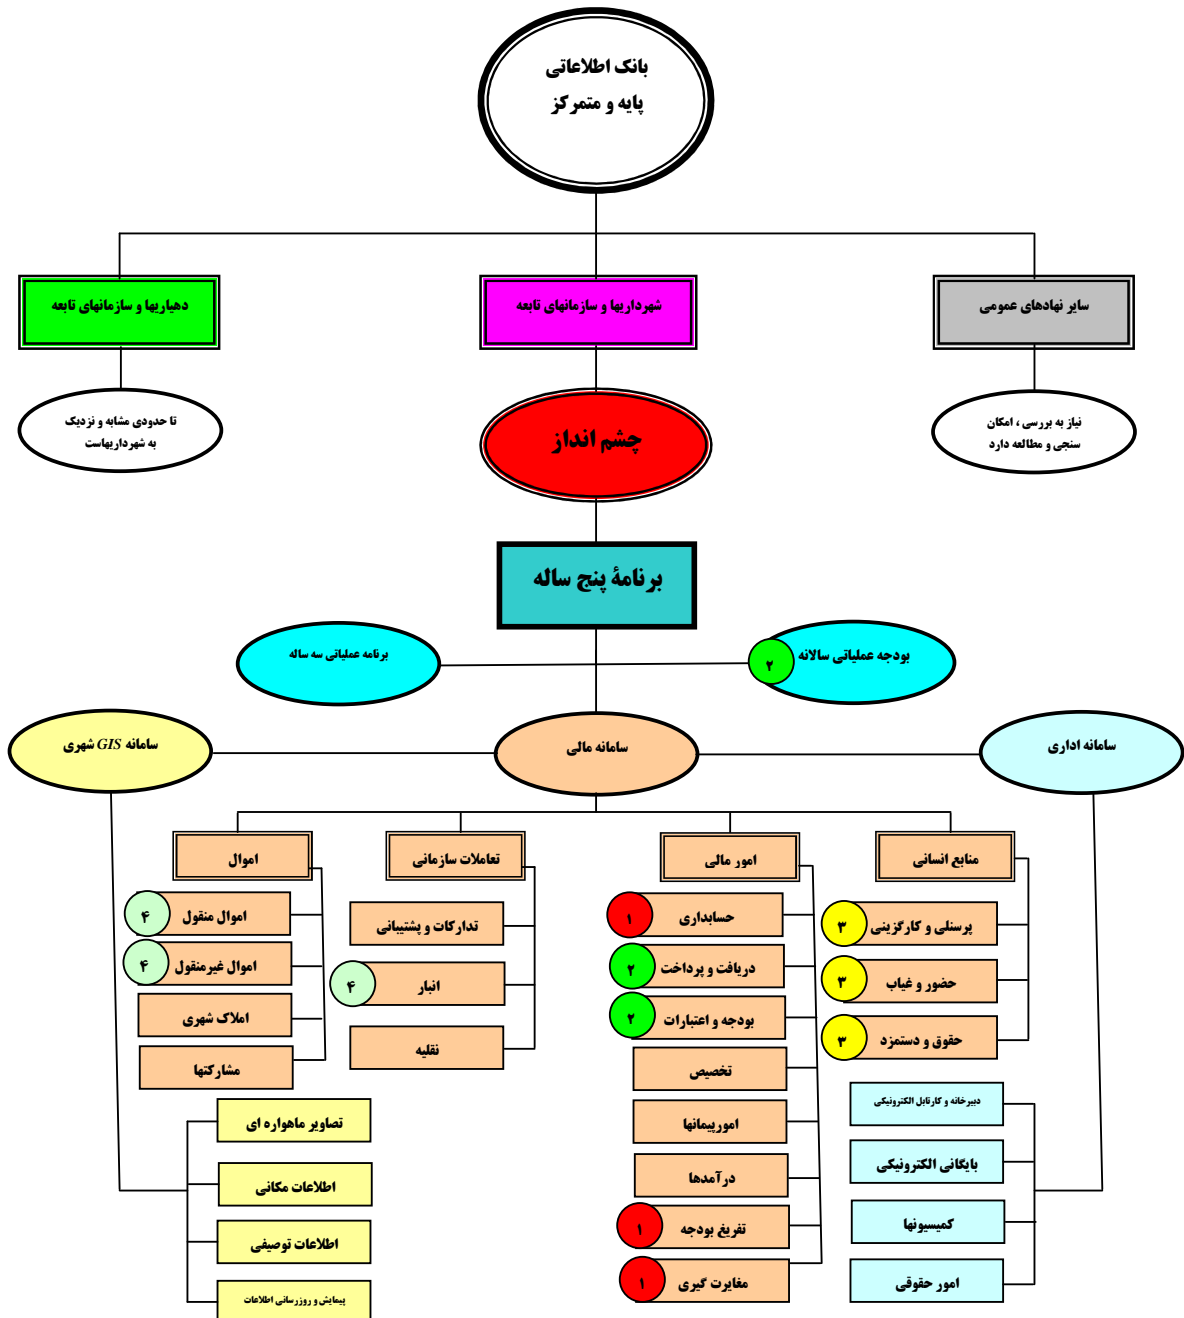 بانک اطلاعاتی
پایه و متمرکز
سایر نهادهای عمومی
شهرداریها و سازمانهای تابعه
دهیاریها و سازمانهای تابعه
نیاز به بررسی ، امکان
سنجی و مطالعه دارد
چشم انداز
تا حدودی مشابه و نزدیک
به شهرداریهاست
برنامۀ پنج ساله
بودجه عملیاتی سالانه
۲
برنامه عملیاتی سه ساله
سامانه اداری
سامانه مالی
سامانه GIS شهری
منابع انسانی
پرسنلی و کارگزینی
۳
حضور و غیاب
۳
حقوق و دستمزد
۳
امور مالی
حسابداری
۱
دریافت و پرداخت
۲
بودجه و اعتبارات
۲
تخصیص
امورپیمانها
درآمدها
تفریغ بودجه
۱
مغایرت گیری
۱
تعاملات سازمانی
تدارکات و پشتیبانی
انبار
۴
نقلیه
اموال
اموال منقول
۴
اموال غیرمنقول
۴
املاک شهری
مشارکتها
دبیرخانه و کارتابل الکترونیکی
بایگانی الکترونیکی
کمیسیونها
امور حقوقی
تصاویر ماهواره ای
اطلاعات مکانی
اطلاعات توصیفی
پیمایش و روزرسانی اطلاعات